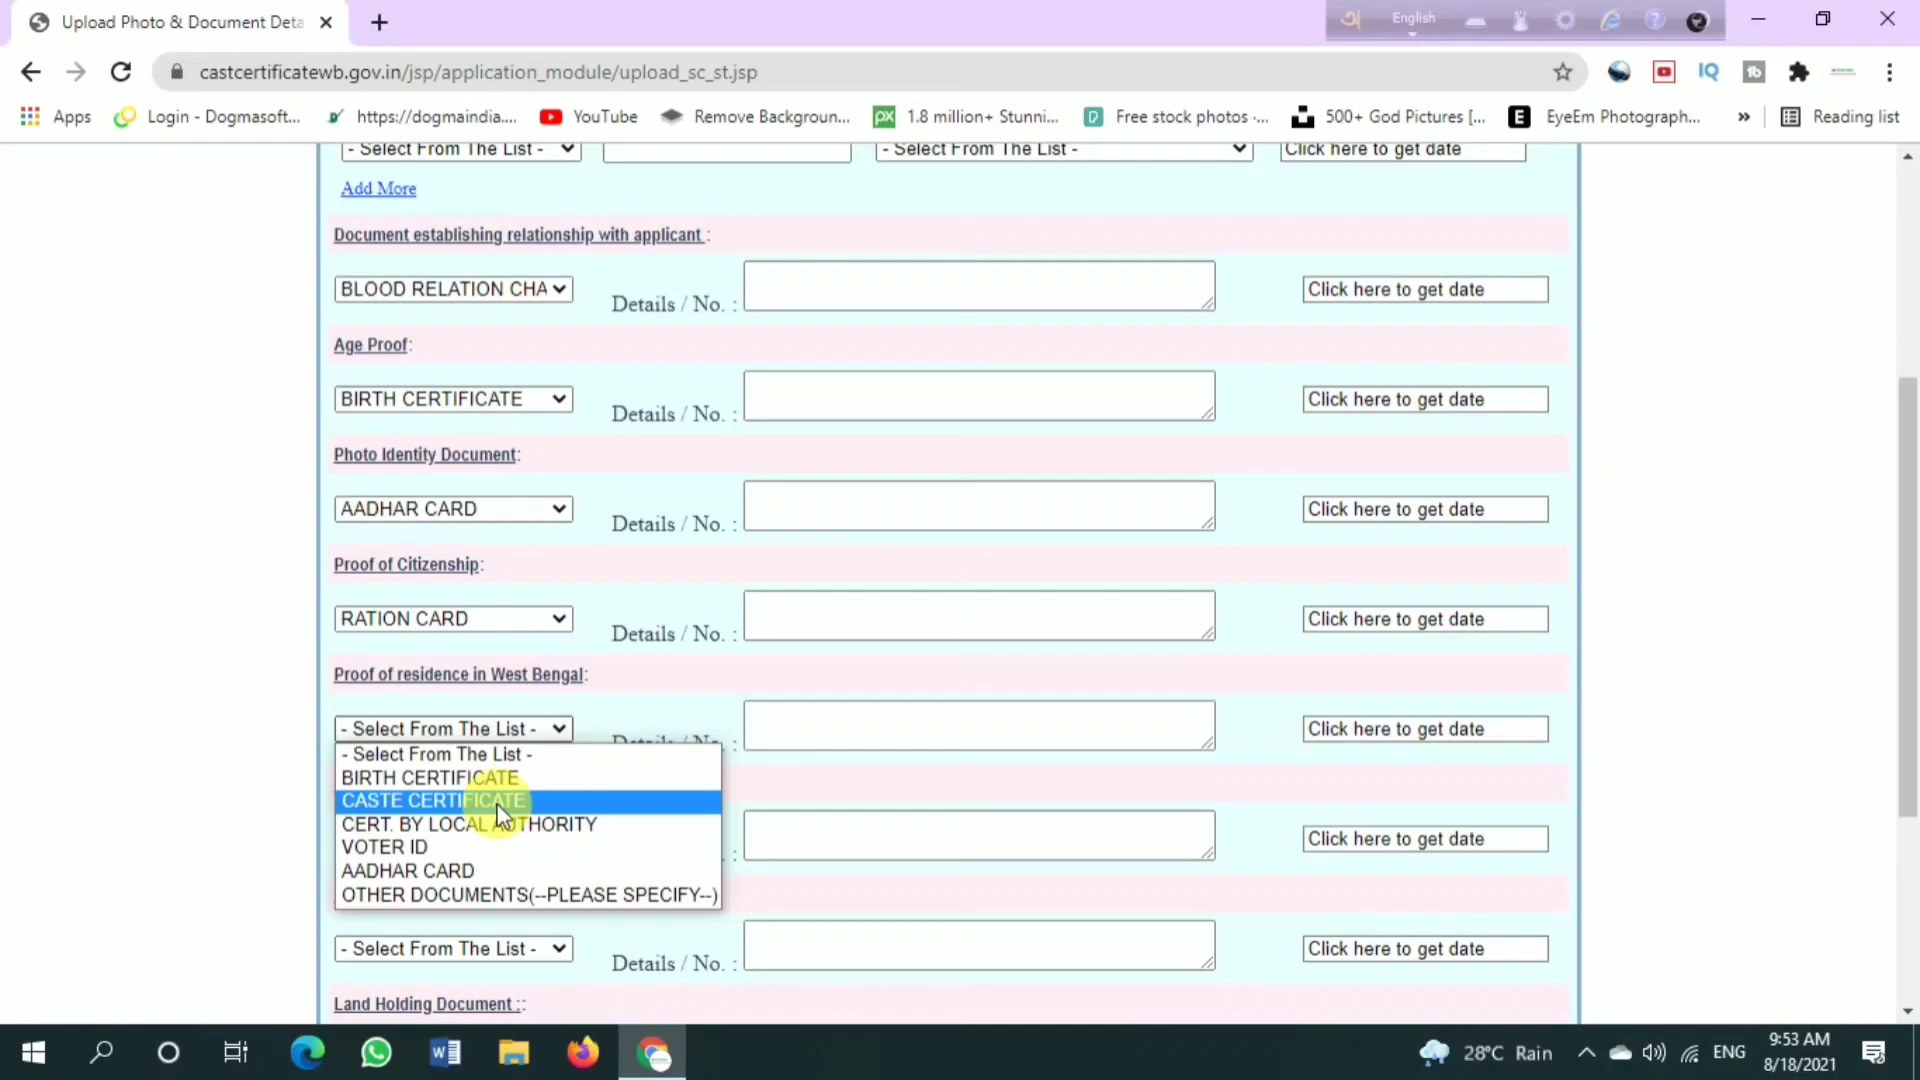 Upload Photo & Document Deta
English
castcertificatewb.gov.in/jsp/application_module/upload_sc_st.jsp
Apps
Login - Dogmasoft...
https://dogmaindia....
YouTube
Remove Backgroun...
1.8 million+ Stunni...
Free stock photos ·...
500+ God Pictures [...
EyeEm Photograph...
»
Reading list
- Select From The List -
- Select From The List -
Click here to get date
Add More
Document establishing relationship with applicant :
BLOOD RELATION CHA
Details / No. :
Click here to get date
Age Proof:
BIRTH CERTIFICATE
Details / No. :
Click here to get date
Photo Identity Document:
AADHAR CARD
Details / No. :
Click here to get date
Proof of Citizenship:
RATION CARD
Details / No. :
Click here to get date
Proof of residence in West Bengal:
- Select From The List -
Click here to get date
- Select From The List -
BIRTH CERTIFICATE
CASTE CERTIFICATE
CERT. BY LOCAL AUTHORITY
VOTER ID
AADHAR CARD
OTHER DOCUMENTS(--PLEASE SPECIFY--)
Click here to get date
- Select From The List -
Details / No. :
Click here to get date
Land Holding Document ::
28°C Rain
ENG
9:53 AM
8/18/2021